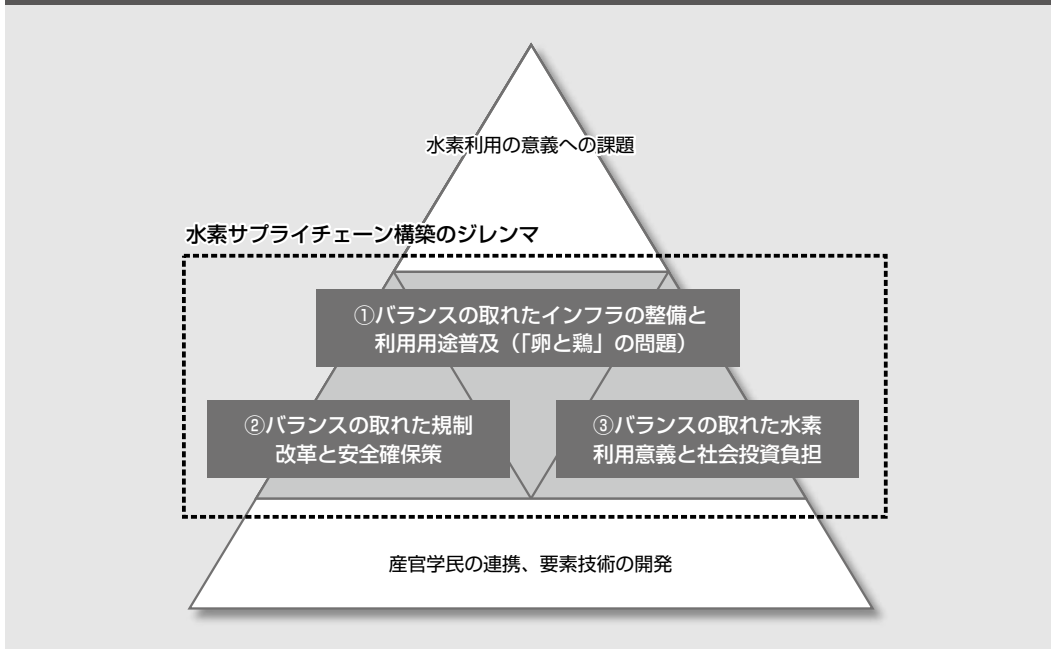 水素利用の意義への課題
水素サプライチェーン構築のジレンマ
①バランスの取れたインフラの整備と
利用用途普及（「卵と鶏」の問題）
②バランスの取れた規制
改革と安全確保策
③バランスの取れた水素
利用意義と社会投資負担
産官学民の連携、要素技術の開発